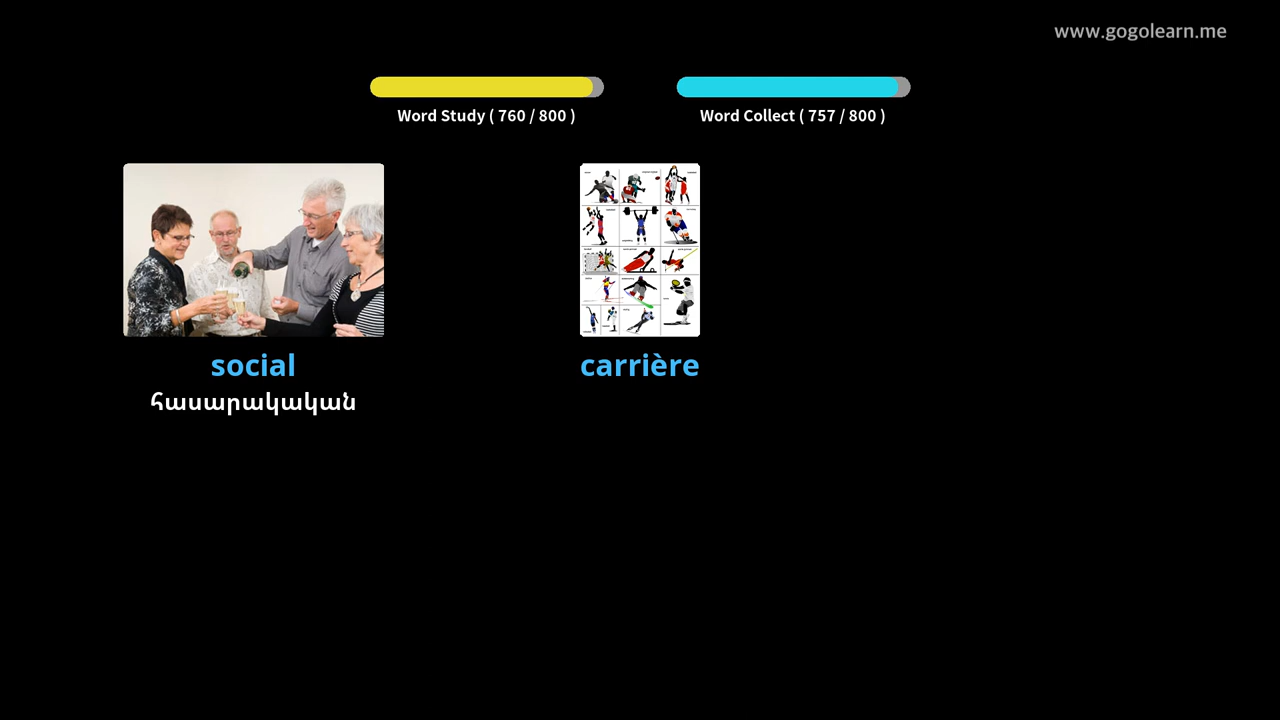 www.gogolearn.me
Word Study ( 760 / 800 )
Word Collect ( 757 / 800 )
social
carrière
հասարակական